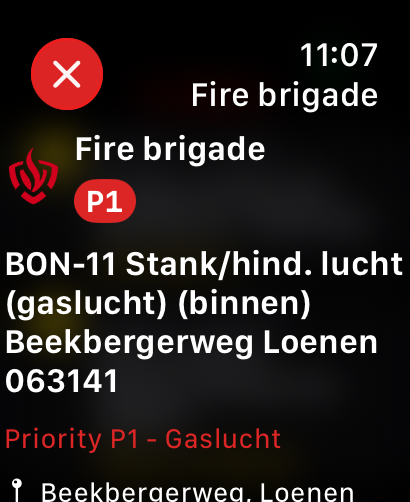 11:07
Fire brigade
Fire brigade
P1
BON-11 Stank/hind. lucht
(gaslucht) (binnen)
Beekbergerweg Loenen
063141
Priority P1 - Gaslucht
Beekbergerweg, Loenen